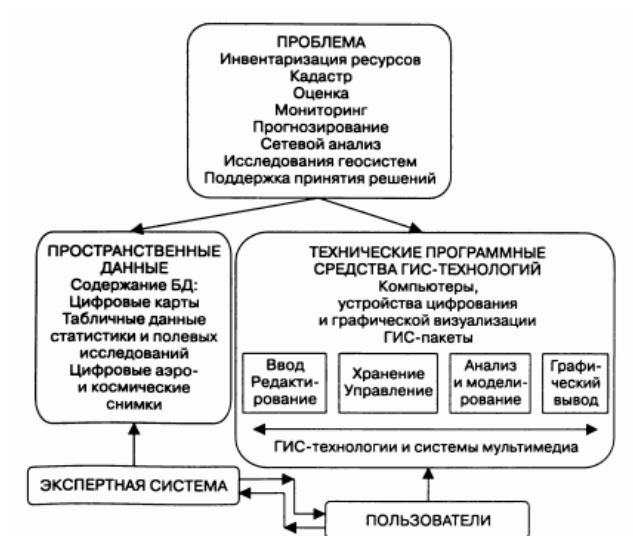 ПРОБЛЕМА
Инвентаризация ресурсов
Кадастр
Оценка
Мониторинг
Прогнозирование
Сетевой анализ
Исследования геосистем
Поддержка принятия решений
ПРОСТРАНСТВЕННЫЕ
ДАННЫЕ
Содержание БД:
Цифровые карты
Табличные данные
статистики и полевых
исследований
Цифровые аэро-
и космические
снимки
ТЕХНИЧЕСКИЕ ПРОГРАММНЫЕ
СРЕДСТВА ГИС-ТЕХНОЛОГИЙ
Компьютеры,
устройства цифрования
и графической визуализации
ГИС-пакеты
Ввод
Редакти-
рование
Хранение
Управление
Анализ
и модели-
рование
Графи-
ческий
вывод
ГИС-технологии и системы мультимедиа
ЭКСПЕРТНАЯ СИСТЕМА
ПОЛЬЗОВАТЕЛИ